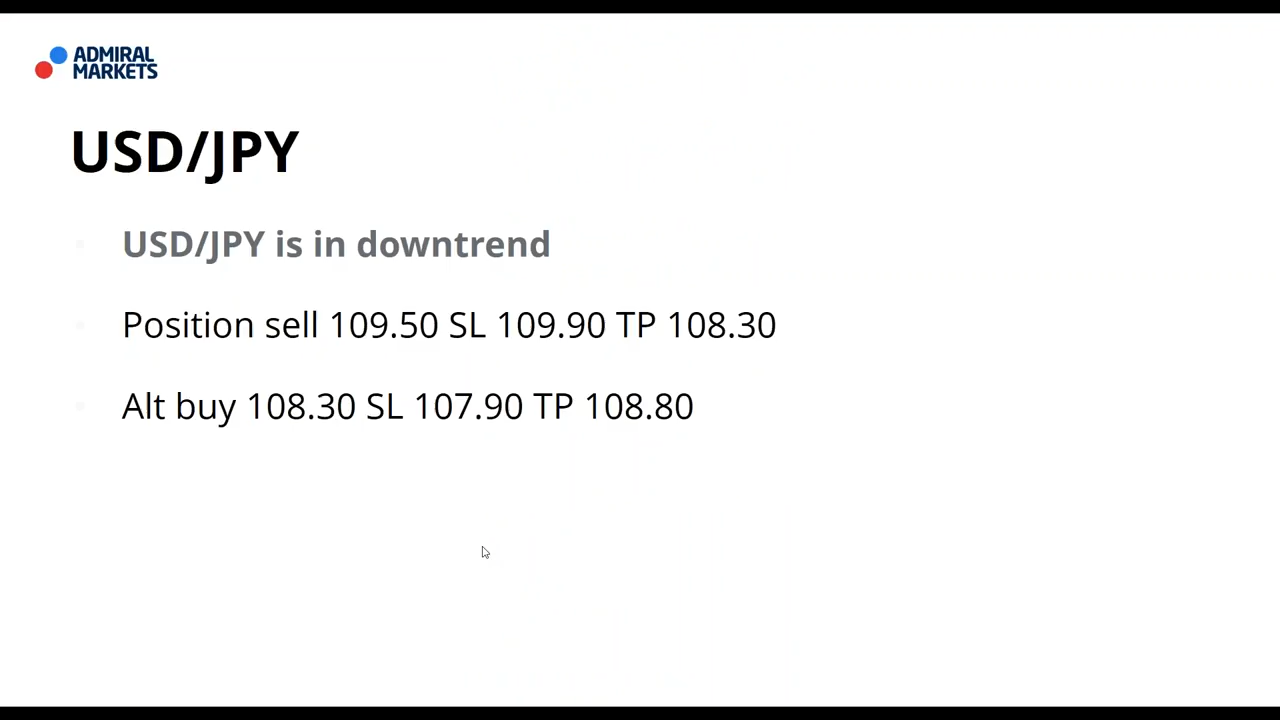 ADMIRAL
MARKETS
USD/JPY
USD/JPY is in downtrend
Position sell 109.50 SL 109.90 TP 108.30
Alt buy 108.30 SL 107.90 TP 108.80